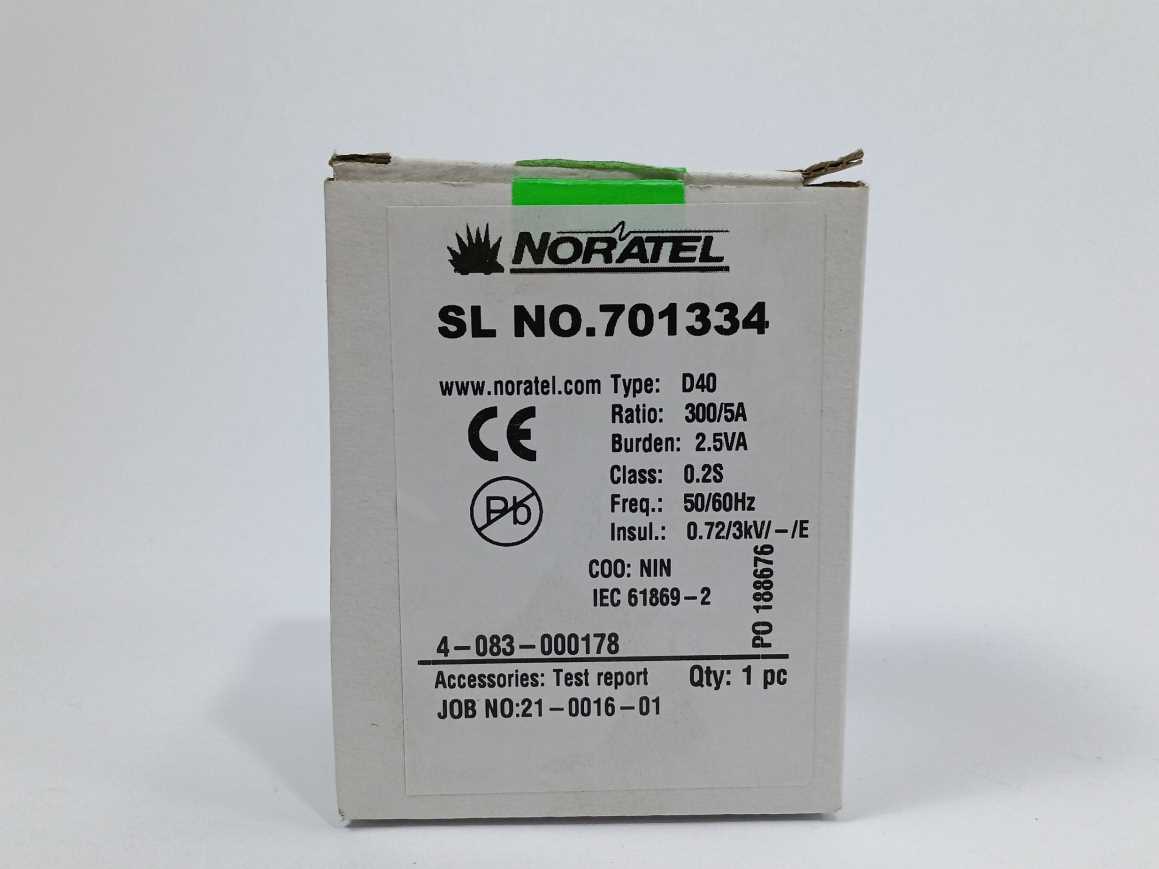 NORATEL
SL NO.701334
www.noratel.com Type: D40
Ratio: 300/5A
CE
Burden: 2.5VA
Class: 0.2S
Pb
Freq.: 50/60Hz
Insul.: 0.72/3kV/-/E
COO: NIN
IEC 61869-2
PO 188676
4-083-000178
Accessories: Test report Qty: 1 pc
JOB NO:21-0016-01